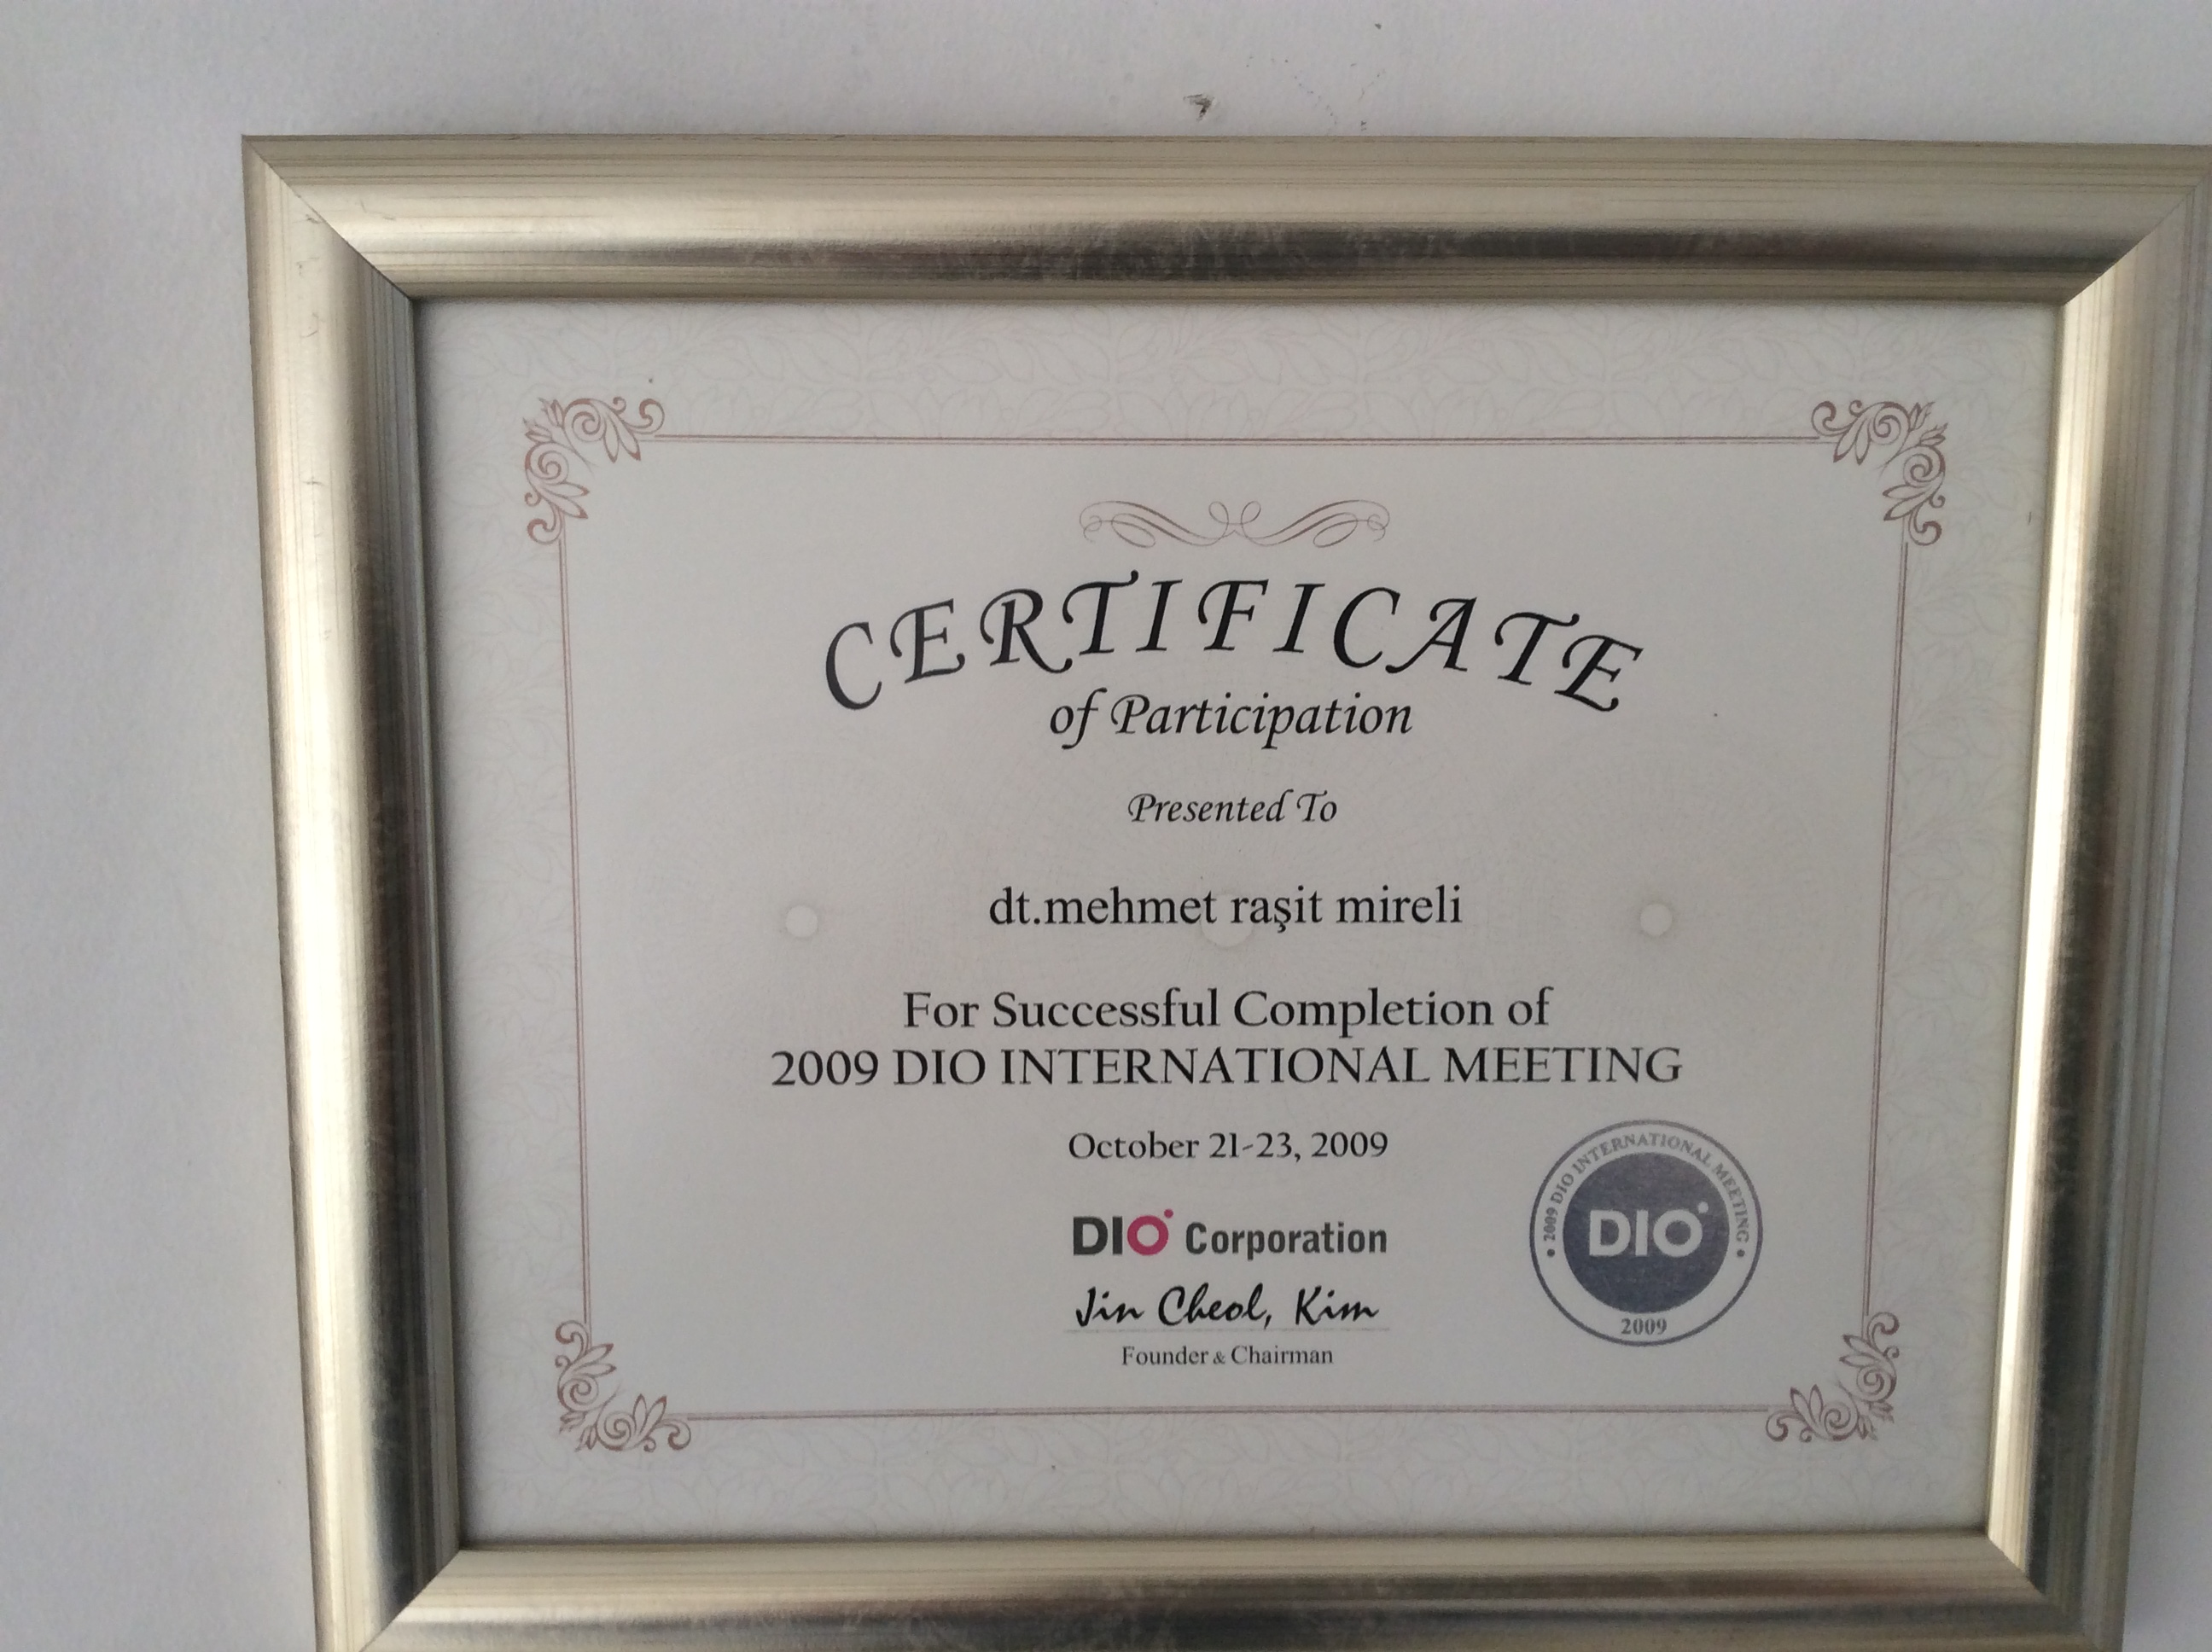 CERTIFICATE
of Participation
Presented To
dt.mehmet raşit mireli
For Successful Completion of
2009 DIO INTERNATIONAL MEETING
October 21-23, 2009
DIO Corporation
Jin Cheol, Kim
Founder & Chairman
• 2009 DIO INTERNATIONAL MEETING •
DIO
2009